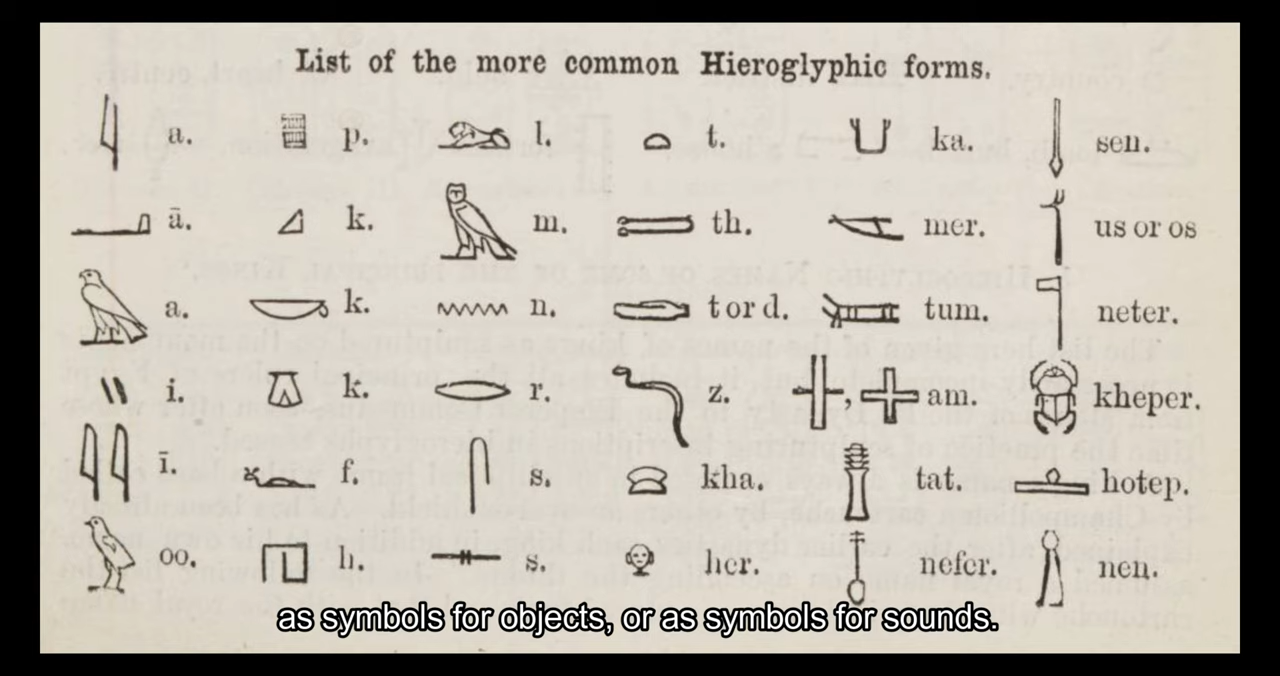 List of the more common Hieroglyphic forms.
a. p. l. t. ka. sen.
ā. k. m. th. mer. us or os
a. k. n. t or d. tum. neter.
i. k. r. z. , am. kheper.
ī. f. s. kha. tat. hotep.
oo. h. s. her. nefer. nen.
as symbols for objects, or as symbols for sounds.